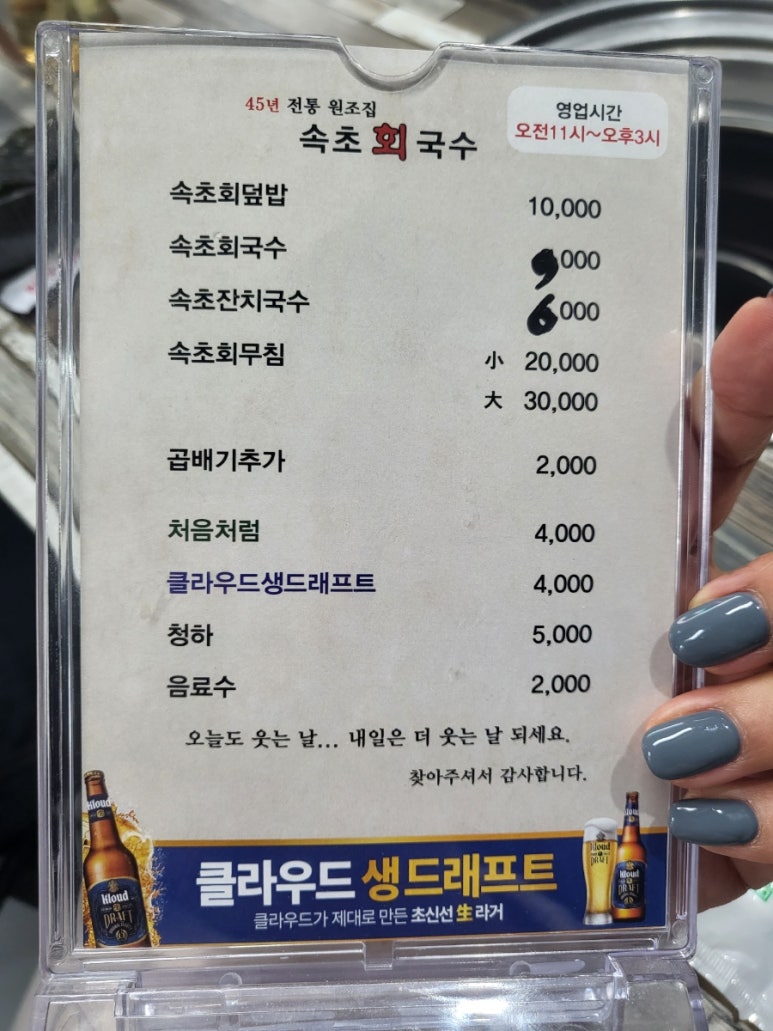 45년 전통 원조집
속초 회 국수
영업시간
오전11시~오후3시
속초회덮밥 10,000
속초회국수 9,000
속초잔치국수 6,000
속초회무침 小 20,000
大 30,000
곱배기추가 2,000
처음처럼 4,000
클라우드생드래프트 4,000
청하 5,000
음료수 2,000
오늘도 웃는 날... 내일은 더 웃는 날 되세요.
찾아주셔서 감사합니다.
Kloud
DRAFT
클라우드 생드래프트
클라우드가 제대로 만든 초신선 生 라거
Kloud
DRAFT
Kloud
DRAFT